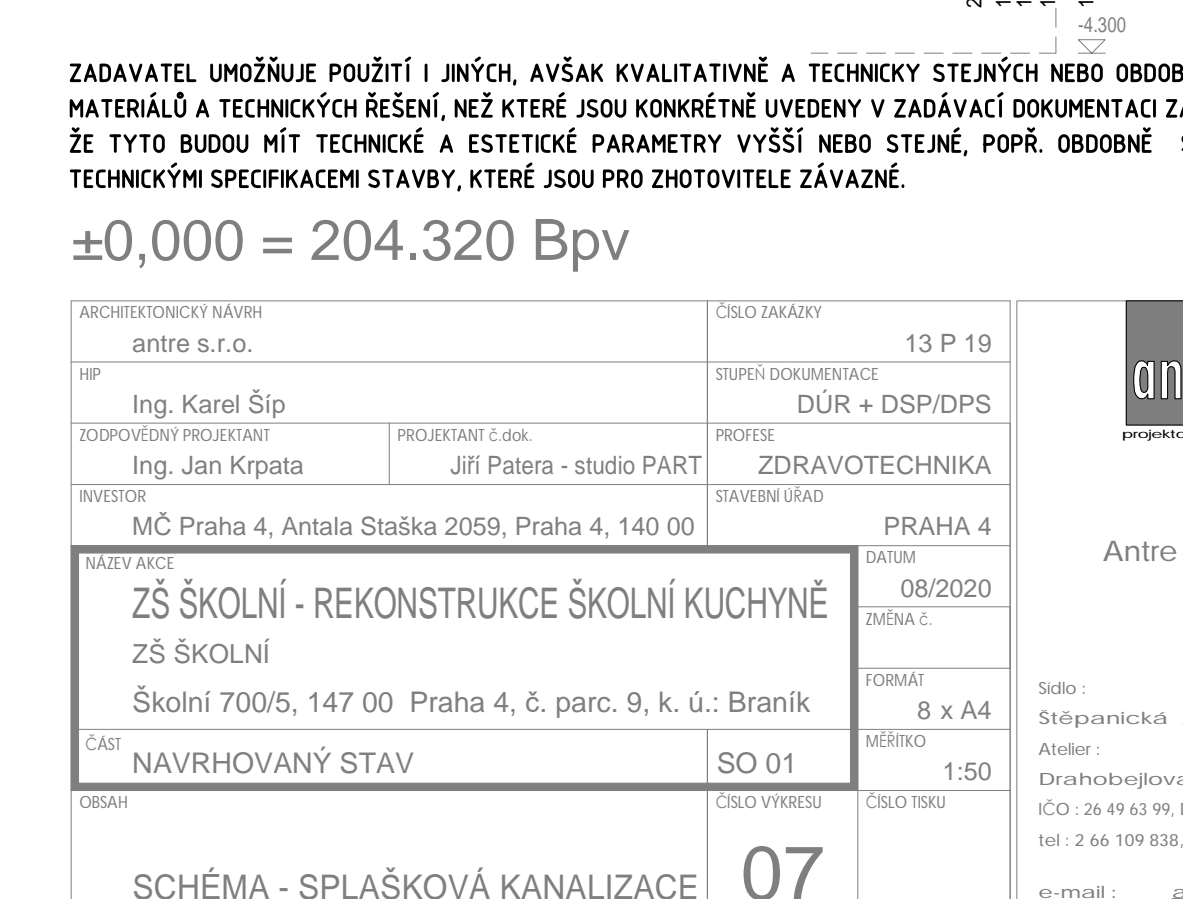 -4.300
ZADAVATEL UMOŽŇUJE POUŽITÍ I JINÝCH, AVŠAK KVALITATIVNĚ A TECHNICKY STEJNÝCH NEBO OBDOB
MATERIÁLŮ A TECHNICKÝCH ŘEŠENÍ, NEŽ KTERÉ JSOU KONKRÉTNĚ UVEDENY V ZADÁVACÍ DOKUMENTACI ZA
ŽE TYTO BUDOU MÍT TECHNICKÉ A ESTETICKÉ PARAMETRY VYŠŠÍ NEBO STEJNÉ, POPŘ. OBDOBNĚ S
TECHNICKÝMI SPECIFIKACEMI STAVBY, KTERÉ JSOU PRO ZHOTOVITELE ZÁVAZNÉ.
±0,000 = 204.320 Bpv
ARCHITEKTONICKÝ NÁVRH
antre s.r.o.
ČÍSLO ZAKÁZKY
13 P 19
HIP
Ing. Karel Šíp
STUPEŇ DOKUMENTACE
DÚR + DSP/DPS
ZODPOVĚDNÝ PROJEKTANT
Ing. Jan Krpata
PROJEKTANT č.dok.
Jiří Patera - studio PART
PROFESE
ZDRAVOTECHNIKA
INVESTOR
MČ Praha 4, Antala Staška 2059, Praha 4, 140 00
STAVEBNÍ ÚŘAD
PRAHA 4
NÁZEV AKCE
ZŠ ŠKOLNÍ - REKONSTRUKCE ŠKOLNÍ KUCHYNĚ
ZŠ ŠKOLNÍ
Školní 700/5, 147 00 Praha 4, č. parc. 9, k. ú.: Braník
DATUM
08/2020
ZMĚNA č.
FORMÁT
8 x A4
ČÁST
NAVRHOVANÝ STAV
SO 01
MĚŘÍTKO
1:50
OBSAH
SCHÉMA - SPLAŠKOVÁ KANALIZACE
ČÍSLO VÝKRESU
07
ČÍSLO TISKU
an
projekto
Antre
Sídlo :
Štěpanická
Atelier :
Drahobejlova
IČO : 26 49 63 99,
tel : 2 66 109 838,
e-mail : a